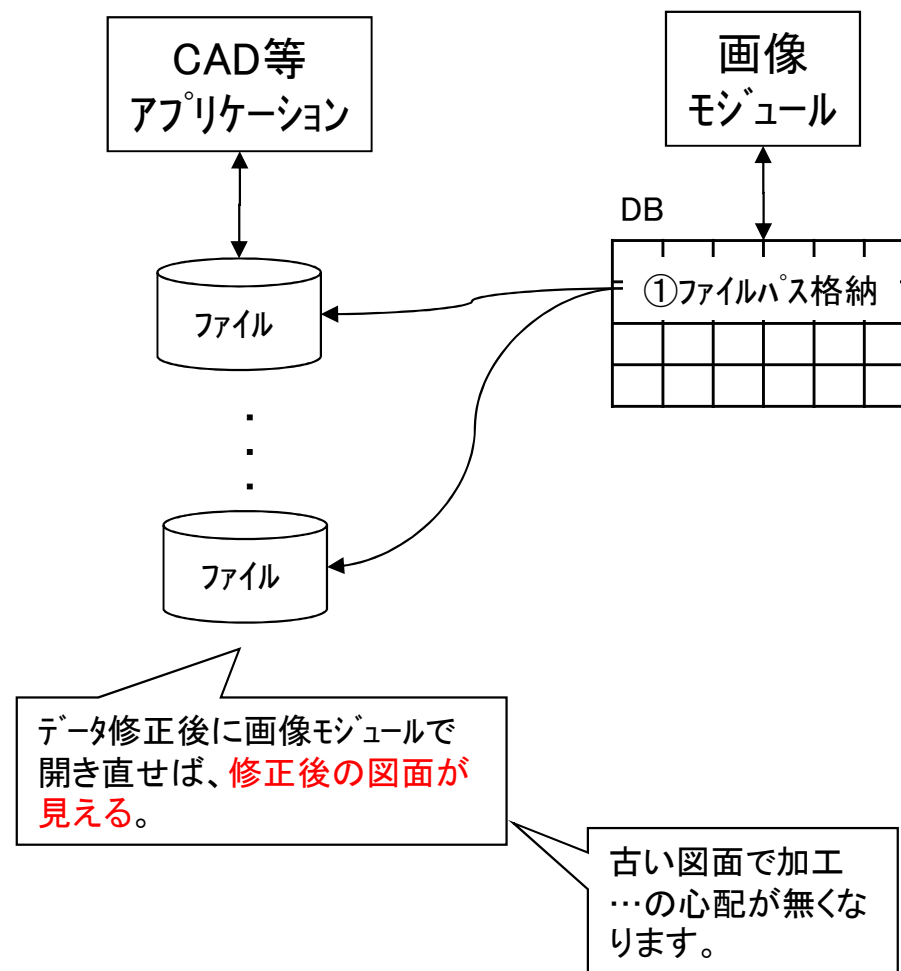 CAD等
アプリケーション
画像
モジュール
DB
①ファイルパス格納
ファイル
・
・
・
ファイル
データ修正後に画像モジュールで
開き直せば、修正後の図面が
見える。
古い図面で加工
…の心配が無くな
ります。